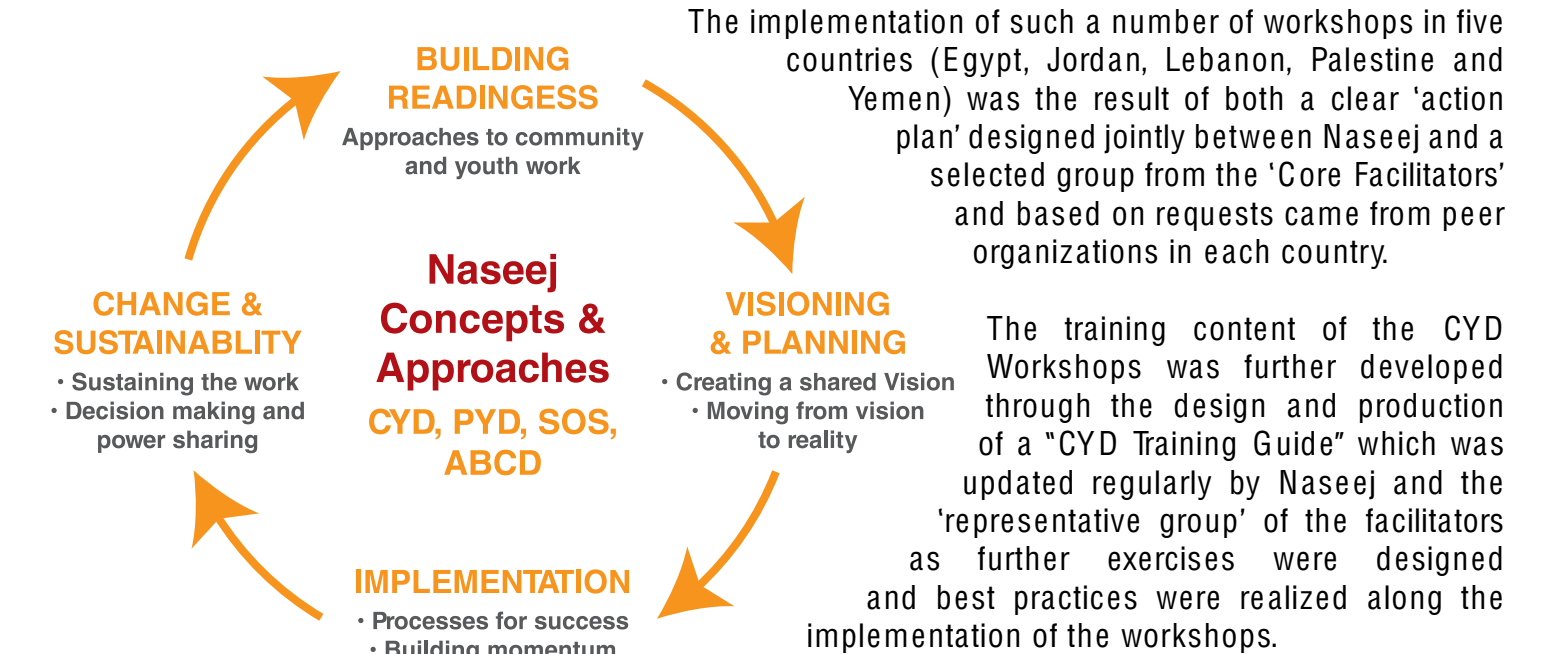 BUILDING
READINGESS
Approaches to community
and youth work
Naseej
Concepts &
Approaches
CYD, PYD, SOS,
ABCD
VISIONING
& PLANNING
• Creating a shared Vision
• Moving from vision
to reality
IMPLEMENTATION
• Processes for success
• Building momentum
CHANGE &
SUSTAINABLITY
• Sustaining the work
• Decision making and
power sharing
The implementation of such a number of workshops in five
countries (Egypt, Jordan, Lebanon, Palestine and
Yemen) was the result of both a clear ‘action
plan’ designed jointly between Naseej and a
selected group from the ‘Core Facilitators’
and based on requests came from peer
organizations in each country.
The training content of the CYD
Workshops was further developed
through the design and production
of a “CYD Training Guide” which was
updated regularly by Naseej and the
‘representative group’ of the facilitators
as further exercises were designed
and best practices were realized along the
implementation of the workshops.